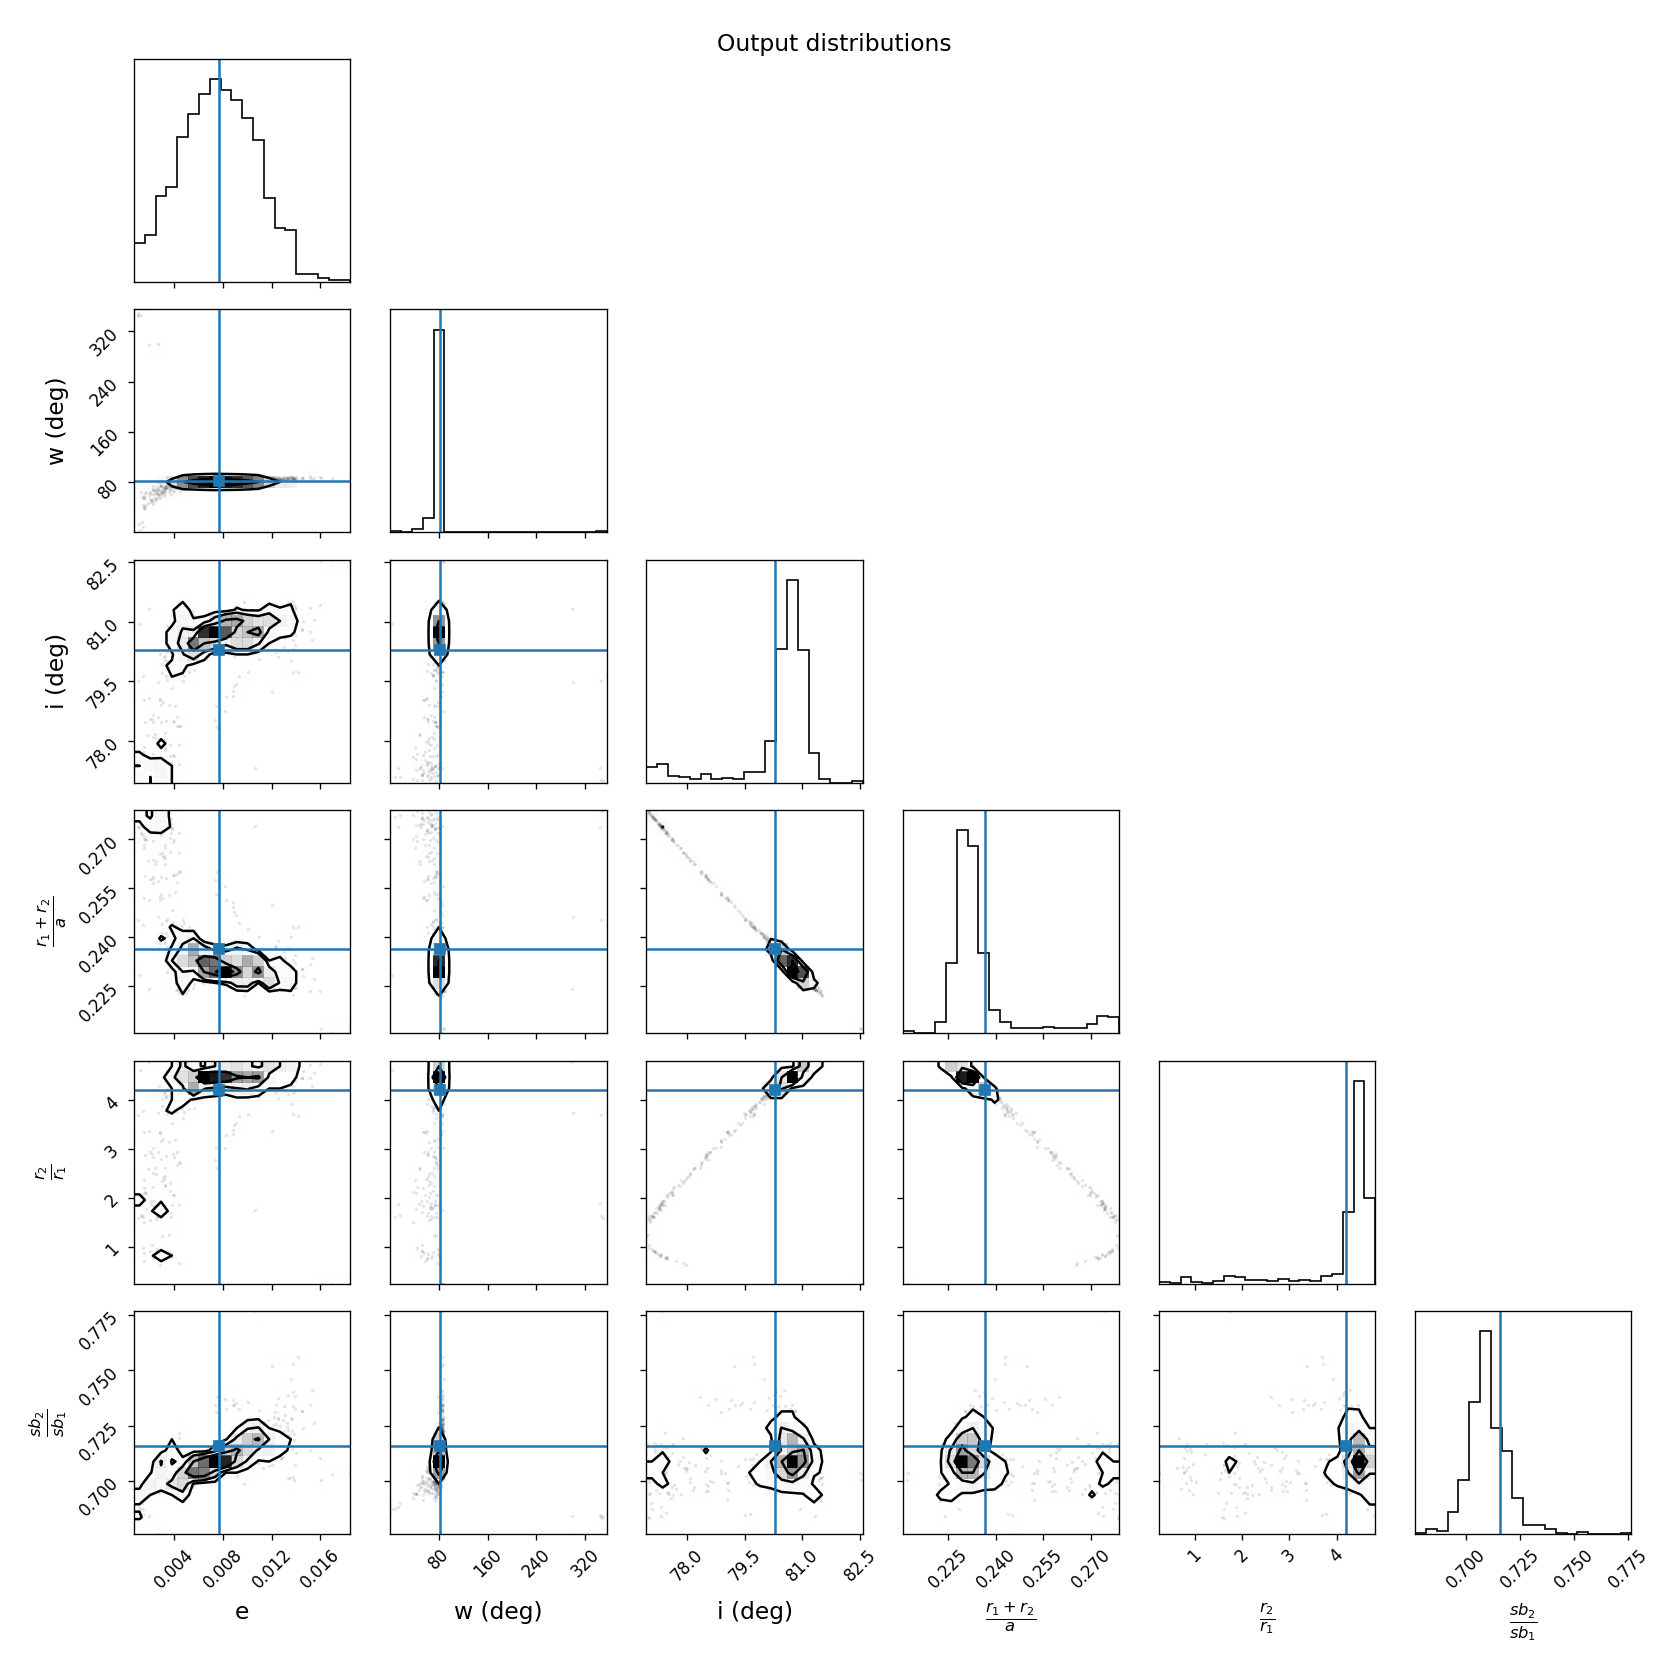 Output distributions
w (deg)
320
240
160
80
i (deg)
82.5
81.0
79.5
78.0
r₁ + r₂
a
0.270
0.255
0.240
0.225
r₂
r₁
4
3
2
1
sb₂
sb₁
0.775
0.750
0.725
0.700
0.004 0.008 0.012 0.016
80 160 240 320
78.0 79.5 81.0 82.5
0.225 0.240 0.255 0.270
1 2 3 4
0.700 0.725 0.750 0.775
e
w (deg)
i (deg)
r₁ + r₂
a
r₂
r₁
sb₂
sb₁